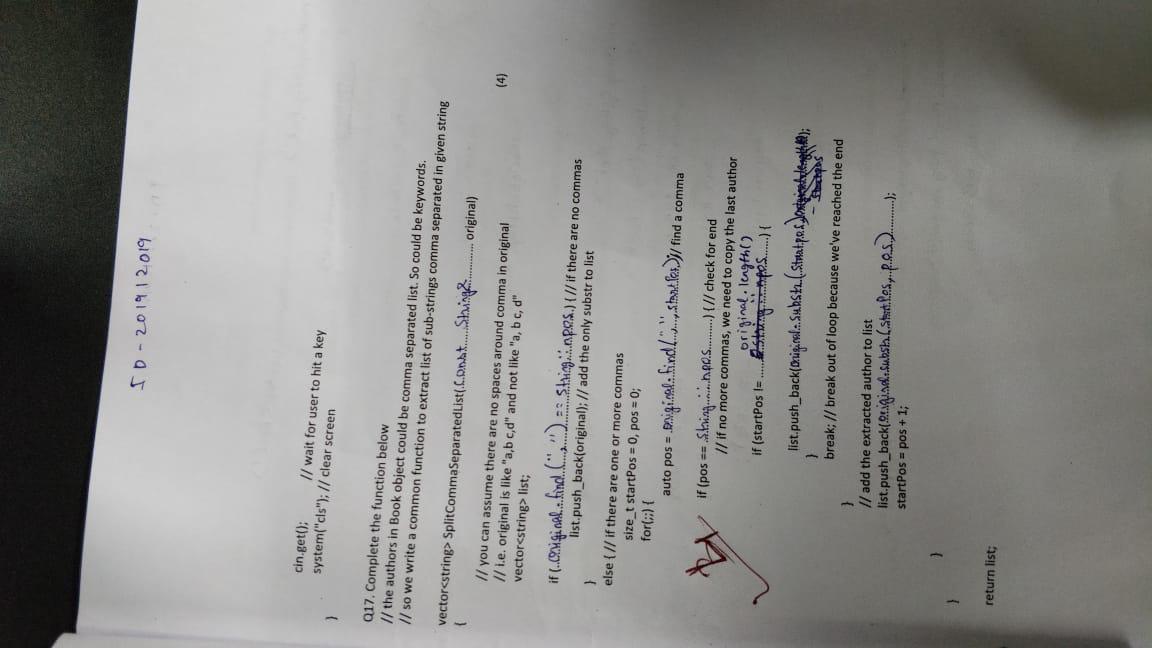 ID - 201912019
cin.get(); // wait for user to hit a key
system("cls"); // clear screen
}
Q17. Complete the function below
// the authors in Book object could be comma separated list. So could be keywords.
// so we write a common function to extract list of sub-strings comma separated in given string
vector<string> SplitCommaSeparatedList(.Const.....String&............ original)
{
(4)
// you can assume there are no spaces around comma in original
// i.e. original is like "a,b c,d" and not like "a, b c, d"
vector<string> list;
if (..original.find(",") == String::npos.) { // if there are no commas
list.push_back(original); // add the only substr to list
}
else { // if there are one or more commas
size_t startPos = 0, pos = 0;
for(;;) {
auto pos = .original.find(",", startPos);// find a comma
if (pos == .String::npos..........) { // check for end
// if no more commas, we need to copy the last author
original.length()
if (startPos != ......string::npos......) {
list.push_back(original.substr(startpos) original.length());
- startpos
}
break; // break out of loop because we've reached the end
}
// add the extracted author to list
list.push_back(original.substr(startPos, pos)..........);
startPos = pos + 1;
}
}
return list;